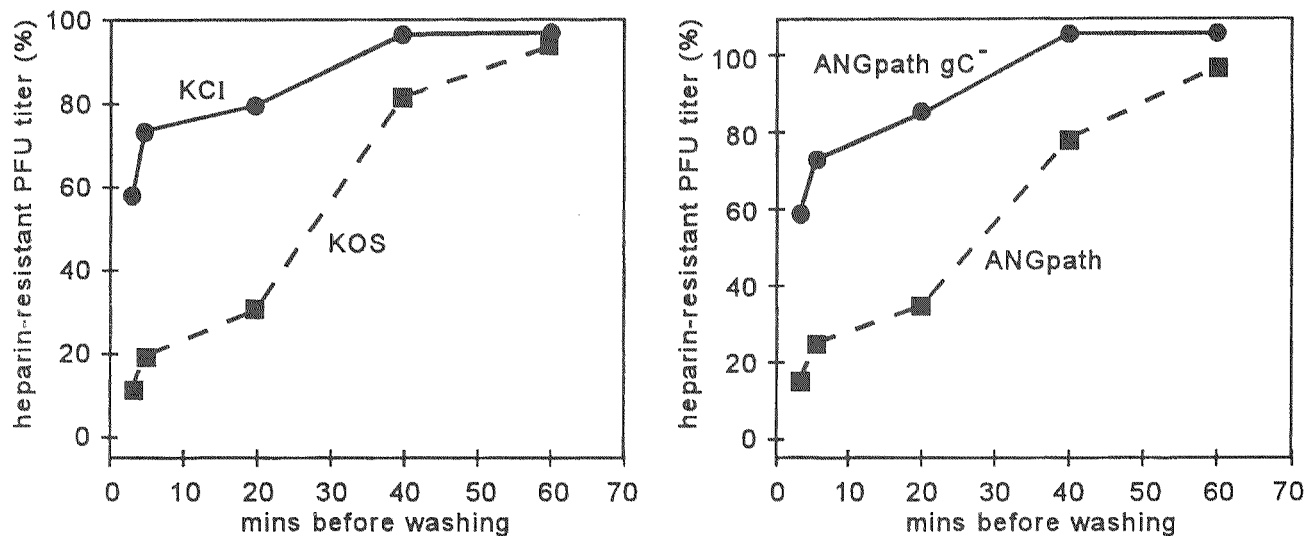 heparin-resistant PFU titer (%)
100
80
60
40
20
0
KCI
KOS
0 10 20 30 40 50 60 70
mins before washing
heparin-resistant PFU titer (%)
100
80
60
40
20
0
ANGpath gC⁻
ANGpath
0 10 20 30 40 50 60 70
mins before washing